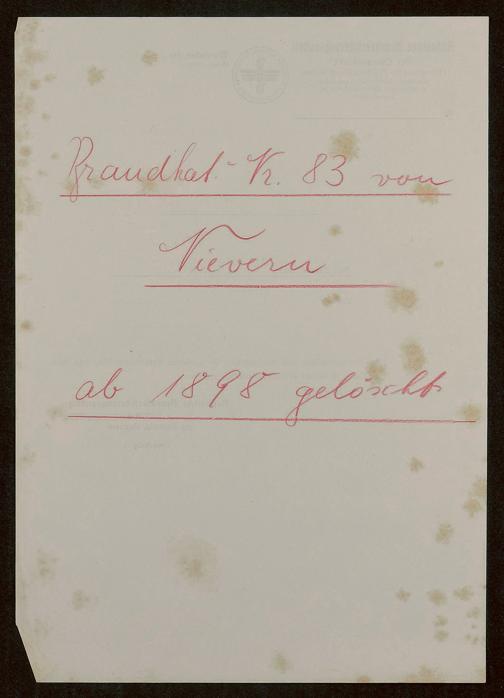 Brandkat.-Nr. 83 von
Nievern
ab 1898 gelöscht